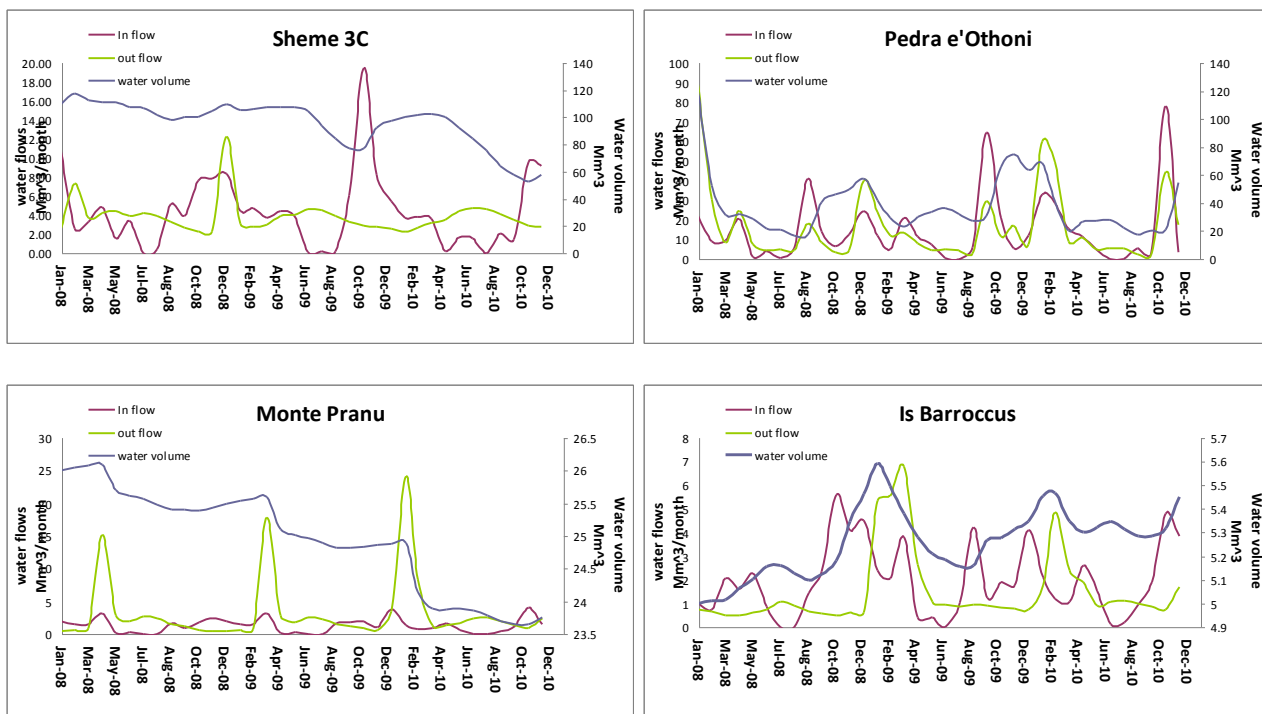 Sheme 3C
In flow
out flow
water volume
water flows
Mm^3/month
20.00
18.00
16.00
14.00
12.00
10.00
8.00
6.00
4.00
2.00
0.00
140
120
100
80
60
40
20
0
Water volume
Mm^3
Jan-08
Mar-08
May-08
Jul-08
Aug-08
Oct-08
Dec-08
Feb-09
Apr-09
Jun-09
Aug-09
Oct-09
Dec-09
Feb-10
Apr-10
Jun-10
Aug-10
Oct-10
Dec-10
Pedra e'Othoni
In flow
out flow
water volume
water flows
Mm^3/month
100
90
80
70
60
50
40
30
20
10
0
140
120
100
80
60
40
20
0
Water volume
Mm^3
Jan-08
Mar-08
May-08
Jul-08
Aug-08
Oct-08
Dec-08
Feb-09
Apr-09
Jun-09
Aug-09
Oct-09
Dec-09
Feb-10
Apr-10
Jun-10
Aug-10
Oct-10
Dec-10
Monte Pranu
In flow
out flow
water volume
water flows
Mm^3/month
30
25
20
15
10
5
0
26.5
26
25.5
25
24.5
24
23.5
Water volume
Mm^3
Jan-08
Mar-08
May-08
Jul-08
Aug-08
Oct-08
Dec-08
Feb-09
Apr-09
Jun-09
Aug-09
Oct-09
Dec-09
Feb-10
Apr-10
Jun-10
Aug-10
Oct-10
Dec-10
Is Barroccus
In flow
out flow
water volume
water flows
Mm^3/month
8
7
6
5
4
3
2
1
0
5.7
5.6
5.5
5.4
5.3
5.2
5.1
5
4.9
Water volume
Mm^3
Jan-08
Mar-08
May-08
Jul-08
Aug-08
Oct-08
Dec-08
Feb-09
Apr-09
Jun-09
Aug-09
Oct-09
Dec-09
Feb-10
Apr-10
Jun-10
Aug-10
Oct-10
Dec-10